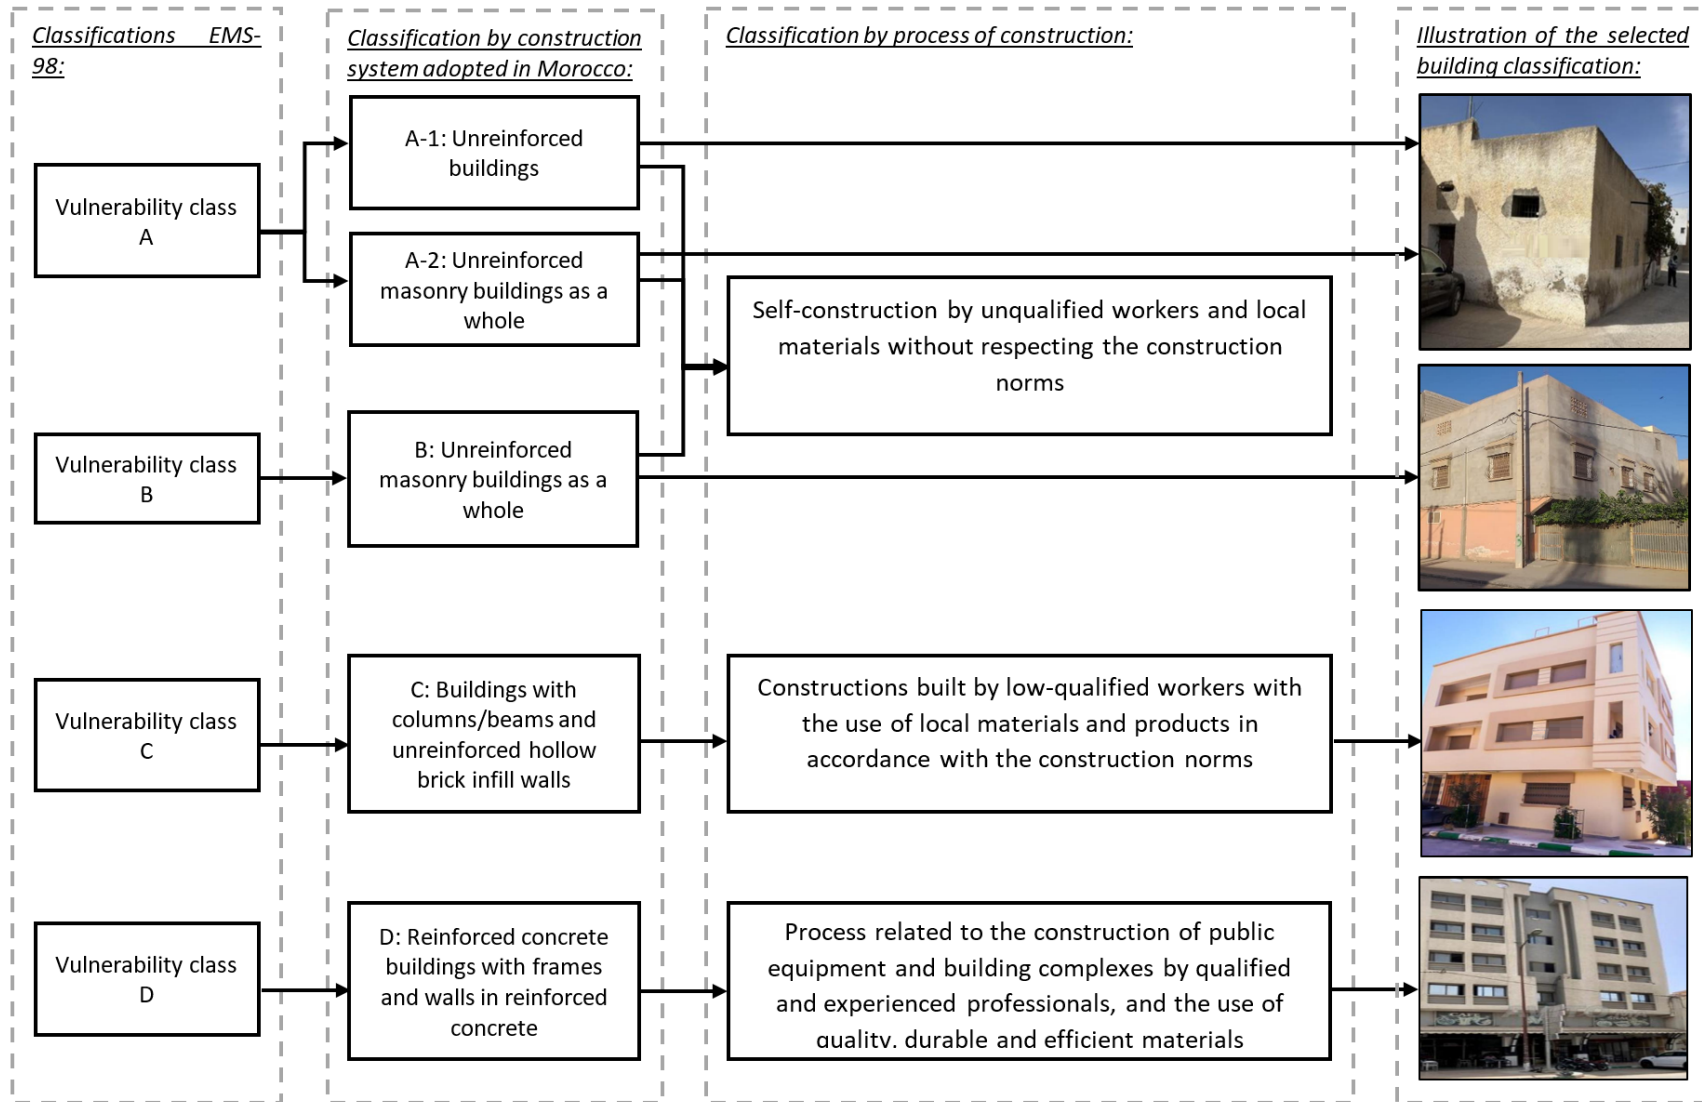 Classifications EMS-
98:
Classification by construction
system adopted in Morocco:
Classification by process of construction:
Illustration of the selected
building classification:
Vulnerability class
A
A-1: Unreinforced
buildings
A-2: Unreinforced
masonry buildings as a
whole
Self-construction by unqualified workers and local
materials without respecting the construction
norms
Vulnerability class
B
B: Unreinforced
masonry buildings as a
whole
Vulnerability class
C
C: Buildings with
columns/beams and
unreinforced hollow
brick infill walls
Constructions built by low-qualified workers with
the use of local materials and products in
accordance with the construction norms
Vulnerability class
D
D: Reinforced concrete
buildings with frames
and walls in reinforced
concrete
Process related to the construction of public
equipment and building complexes by qualified
and experienced professionals, and the use of
quality, durable and efficient materials